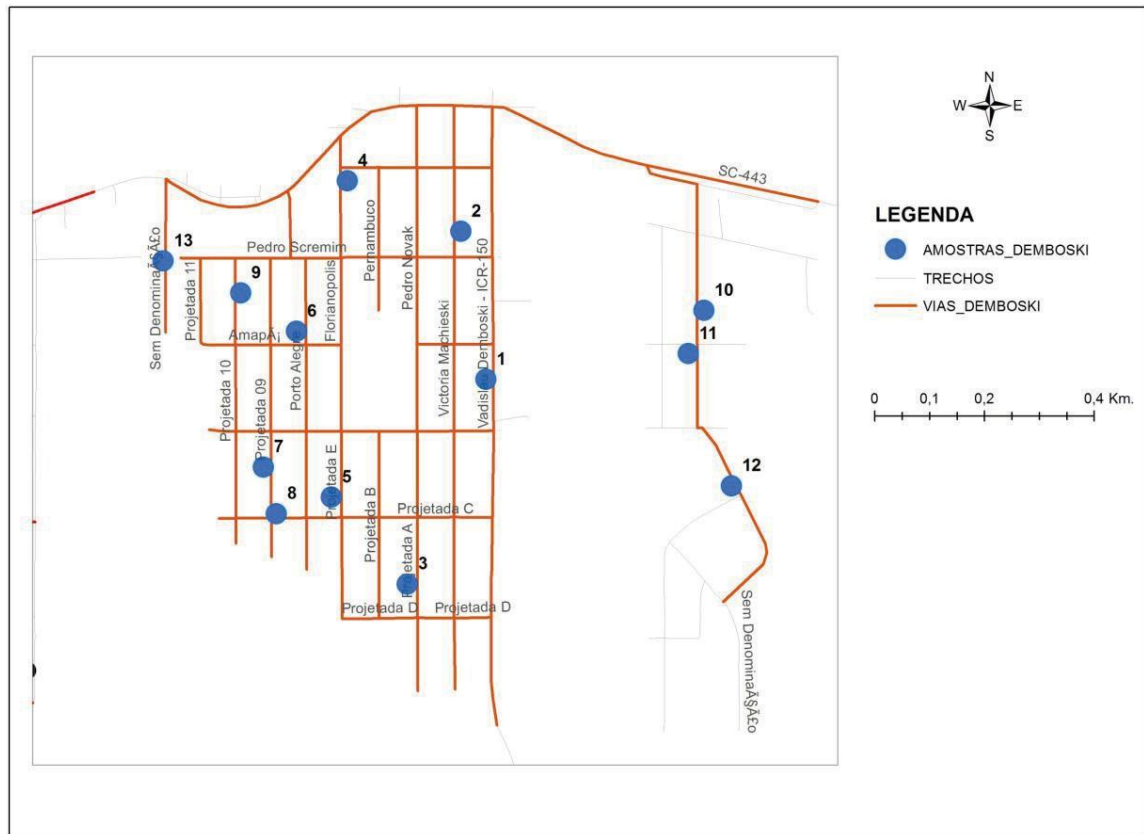 N
W E
S
SC-443
LEGENDA
AMOSTRAS_DEMBOSKI
TRECHOS
VIAS_DEMBOSKI
0 0,1 0,2 0,4 Km.
4
2
13
Pedro Scremim
Pernambuco
Pedro Novak
Vadislau Demboski - ICR-150
Sem DenominaÃ§Ã£o
Projetada 11
9
Florianopolis
6
AmapÃ¡
Porto Alegre
10
11
1
Victoria Machieski
Projetada 10
Projetada 09
7
8
5
Projetada E
Projetada B
Projetada C
12
Projetada A
3
Projetada D
Projetada D
Sem DenominaÃ§Ã£o